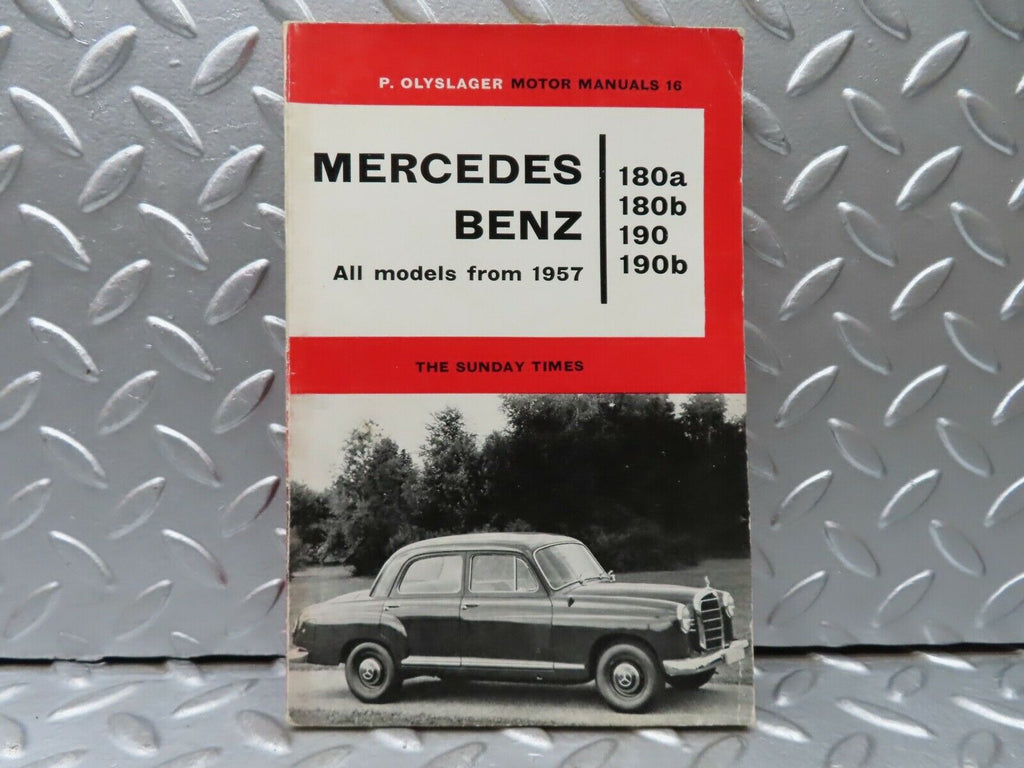 P. OLYSLAGER MOTOR MANUALS 16
MERCEDES
BENZ
All models from 1957
180a
180b
190
190b
THE SUNDAY TIMES